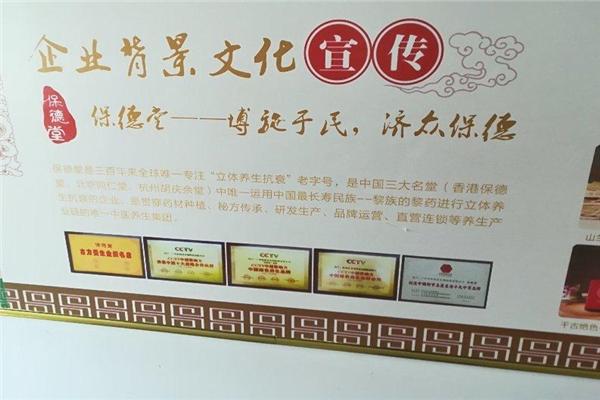 企业背景文化宣传
保德堂
保德堂——博施于民，济众保德
保德堂是三百年来全球唯一专注“立体养生抗衰”老字号，是中国三大名堂（香港保德
堂、北京同仁堂、杭州胡庆余堂）中唯一运用中国最长寿民族--黎族的黎药进行立体养
生抗衰的企业。是贯穿药材种植、秘方传承、研发生产、品牌运营、直营连锁等养生产
业链的唯一中医养生集团。
CCTV
CCTV
CCTV